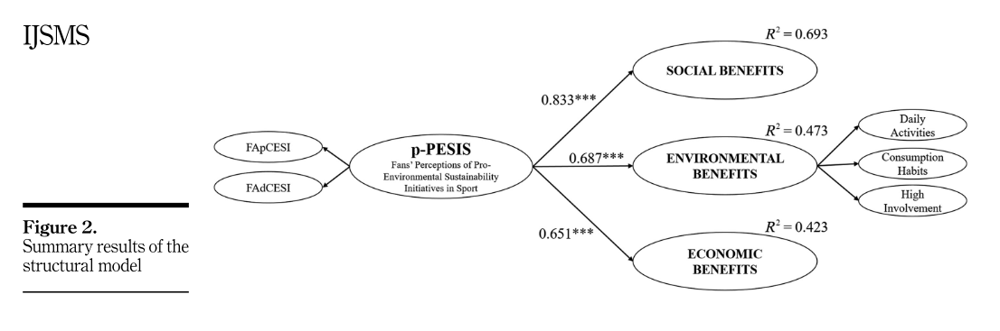 IJSMS
Figure 2.
Summary results of the
structural model
FApCESI
FAdCESI
p-PESIS
Fans' Perceptions of Pro-
Environmental Sustainability
Initiatives in Sport
0.833***
0.687***
0.651***
R² = 0.693
SOCIAL BENEFITS
R² = 0.473
ENVIRONMENTAL
BENEFITS
R² = 0.423
ECONOMIC
BENEFITS
Daily
Activities
Consumption
Habits
High
Involvement